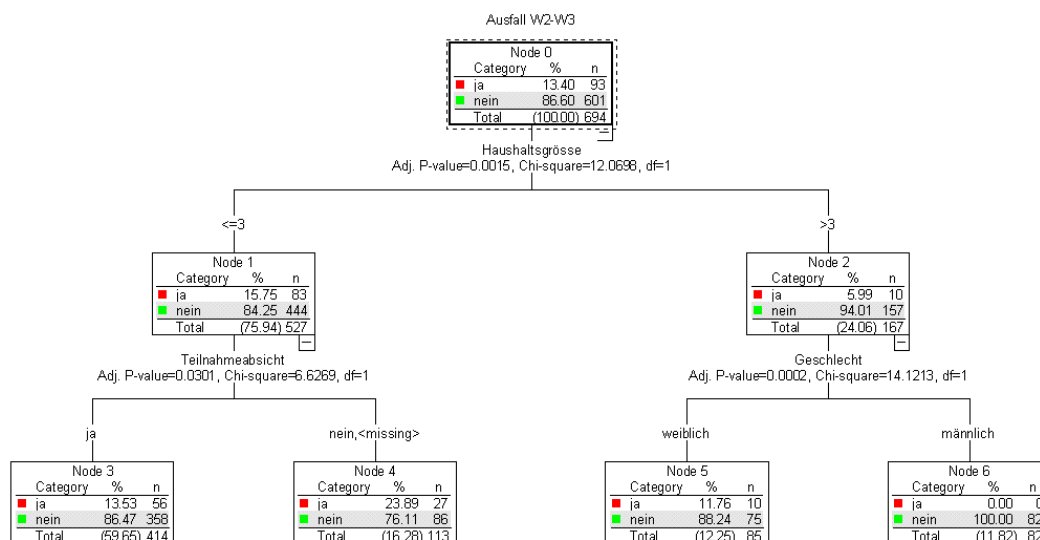 Ausfall W2-W3
Node 0
Category % n
ja 13.40 93
nein 86.60 601
Total (100.00) 694
Haushaltsgrösse
Adj. P-value=0.0015, Chi-square=12.0698, df=1
<=3
>3
Node 1
Category % n
ja 15.75 83
nein 84.25 444
Total (75.94) 527
Node 2
Category % n
ja 5.99 10
nein 94.01 157
Total (24.06) 167
Teilnahmeabsicht
Adj. P-value=0.0301, Chi-square=6.6269, df=1
Geschlecht
Adj. P-value=0.0002, Chi-square=14.1213, df=1
ja
nein,<missing>
weiblich
männlich
Node 3
Category % n
ja 13.53 56
nein 86.47 358
Total (59.65) 414
Node 4
Category % n
ja 23.89 27
nein 76.11 86
Total (16.28) 113
Node 5
Category % n
ja 11.76 10
nein 88.24 75
Total (12.25) 85
Node 6
Category % n
ja 0.00 0
nein 100.00 82
Total (11.82) 82